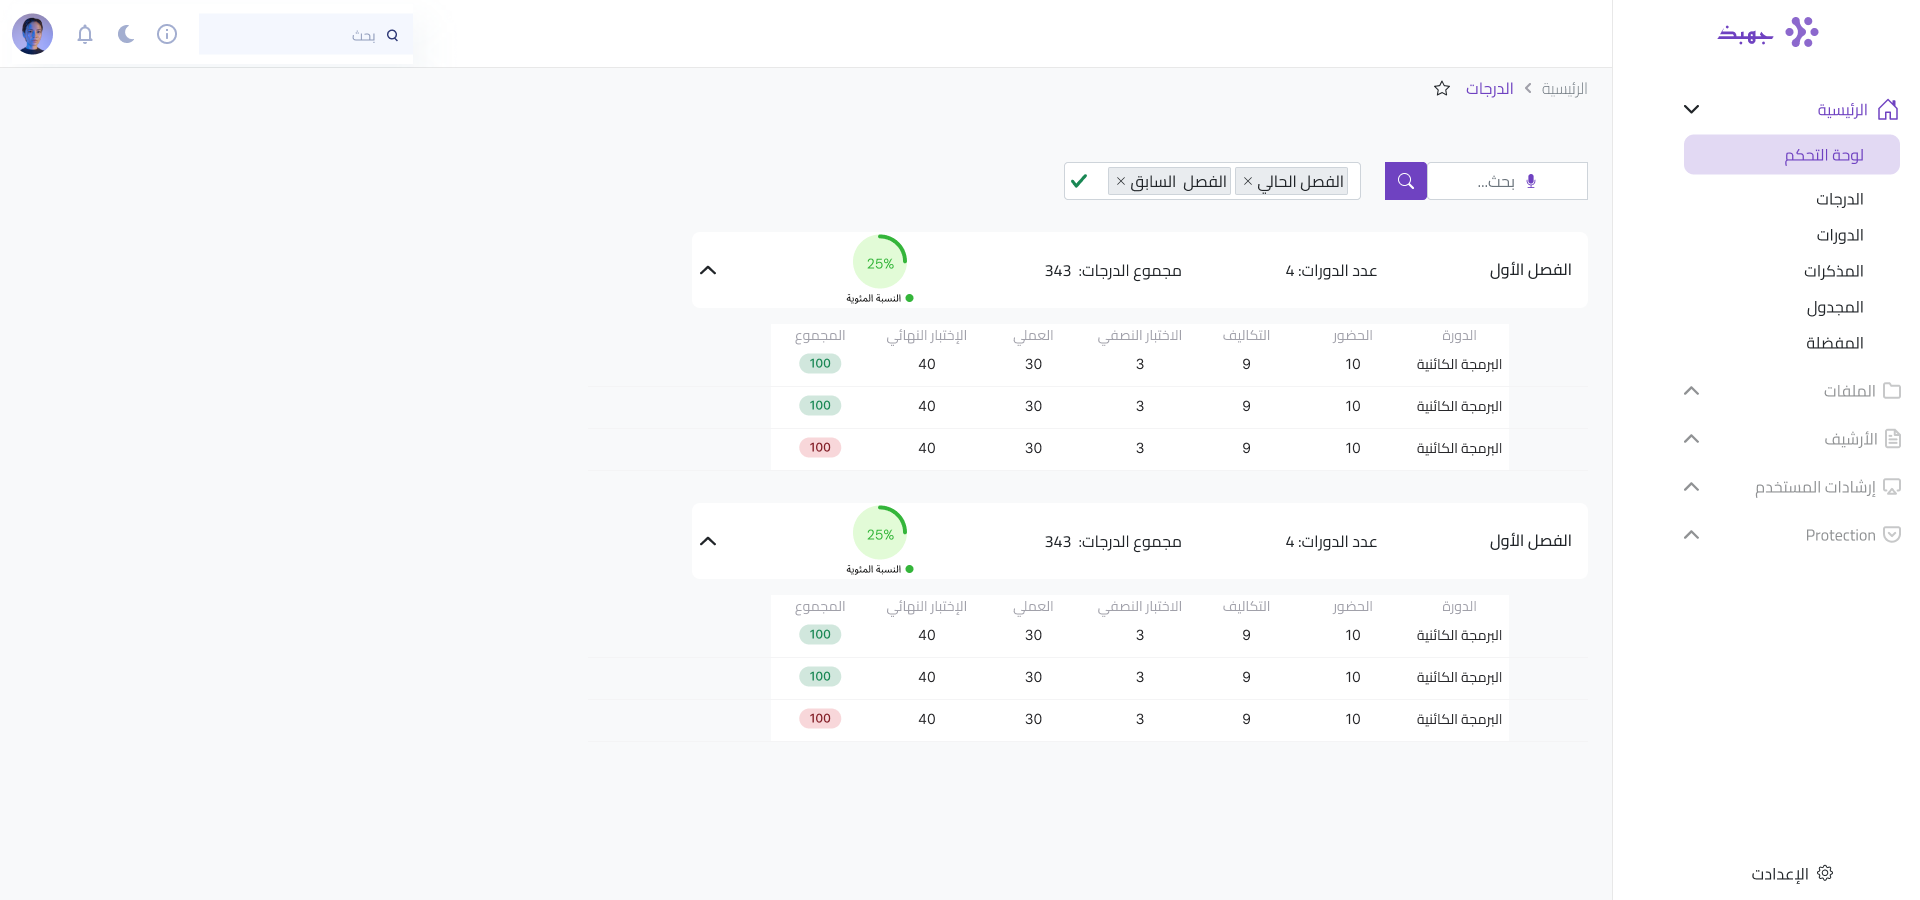 جهبذ
بحث
الرئيسية
لوحة التحكم
الدرجات
الدورات
المذكرات
المجدول
المفضلة
الملفات
الأرشيف
إرشادات المستخدم
Protection
الإعدادت
الرئيسية > الدرجات
بحث...
الفصل الحالي × الفصل السابق ×
الفصل الأول عدد الدورات: 4 مجموع الدرجات: 343 25%
النسبة المئوية
الدورة الحضور التكاليف الاختبار النصفي العملي الإختبار النهائي المجموع
البرمجة الكائنية 10 9 3 30 40 100
البرمجة الكائنية 10 9 3 30 40 100
البرمجة الكائنية 10 9 3 30 40 100
الفصل الأول عدد الدورات: 4 مجموع الدرجات: 343 25%
النسبة المئوية
الدورة الحضور التكاليف الاختبار النصفي العملي الإختبار النهائي المجموع
البرمجة الكائنية 10 9 3 30 40 100
البرمجة الكائنية 10 9 3 30 40 100
البرمجة الكائنية 10 9 3 30 40 100